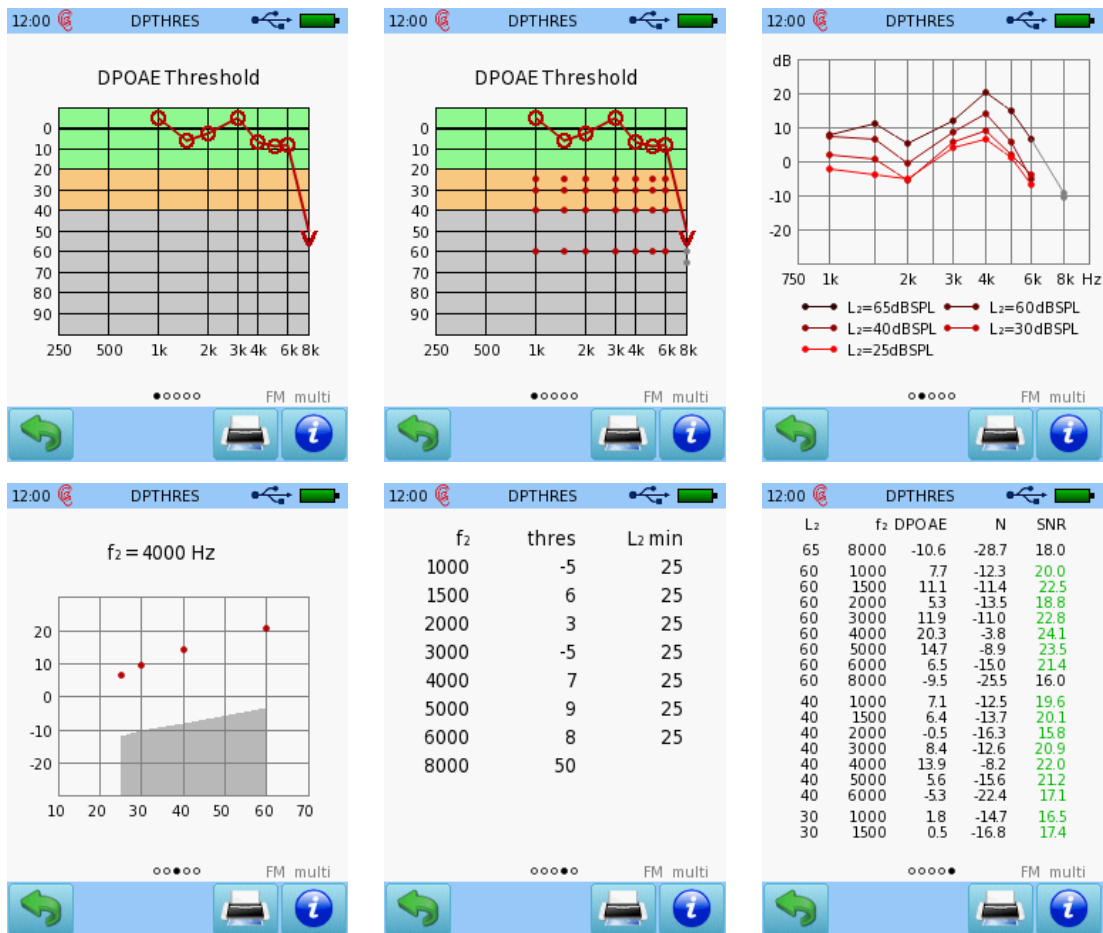 12:00 DPTHRES
DPOAE Threshold
0
10
20
30
40
50
60
70
80
90
250 500 1k 2k 3k 4k 6k 8k
FM multi
12:00 DPTHRES
DPOAE Threshold
0
10
20
30
40
50
60
70
80
90
250 500 1k 2k 3k 4k 6k 8k
FM multi
12:00 DPTHRES
dB
20
10
0
-10
-20
750 1k 2k 3k 4k 6k 8k Hz
L₂=65dBSPL L₂=60dBSPL
L₂=40dBSPL L₂=30dBSPL
L₂=25dBSPL
FM multi
12:00 DPTHRES
f₂ = 4000 Hz
20
10
0
-10
-20
10 20 30 40 50 60 70
FM multi
12:00 DPTHRES
f₂ thres L₂ min
1000 -5 25
1500 6 25
2000 3 25
3000 -5 25
4000 7 25
5000 9 25
6000 8 25
8000 50
FM multi
12:00 DPTHRES
L₂ f₂ DPOAE N SNR
65 8000 -10.6 -28.7 18.0
60 1000 7.7 -12.3 20.0
60 1500 11.1 -11.4 22.5
60 2000 5.3 -13.5 18.8
60 3000 11.9 -11.0 22.8
60 4000 20.3 -3.8 24.1
60 5000 14.7 -8.9 23.5
60 6000 6.5 -15.0 21.4
60 8000 -9.5 -25.5 16.0
40 1000 7.1 -12.5 19.6
40 1500 6.4 -13.7 20.1
40 2000 -0.5 -16.3 15.8
40 3000 8.4 -12.6 20.9
40 4000 13.9 -8.2 22.0
40 5000 5.6 -15.6 21.2
40 6000 -5.3 -22.4 17.1
30 1000 1.8 -14.7 16.5
30 1500 0.5 -16.8 17.4
FM multi